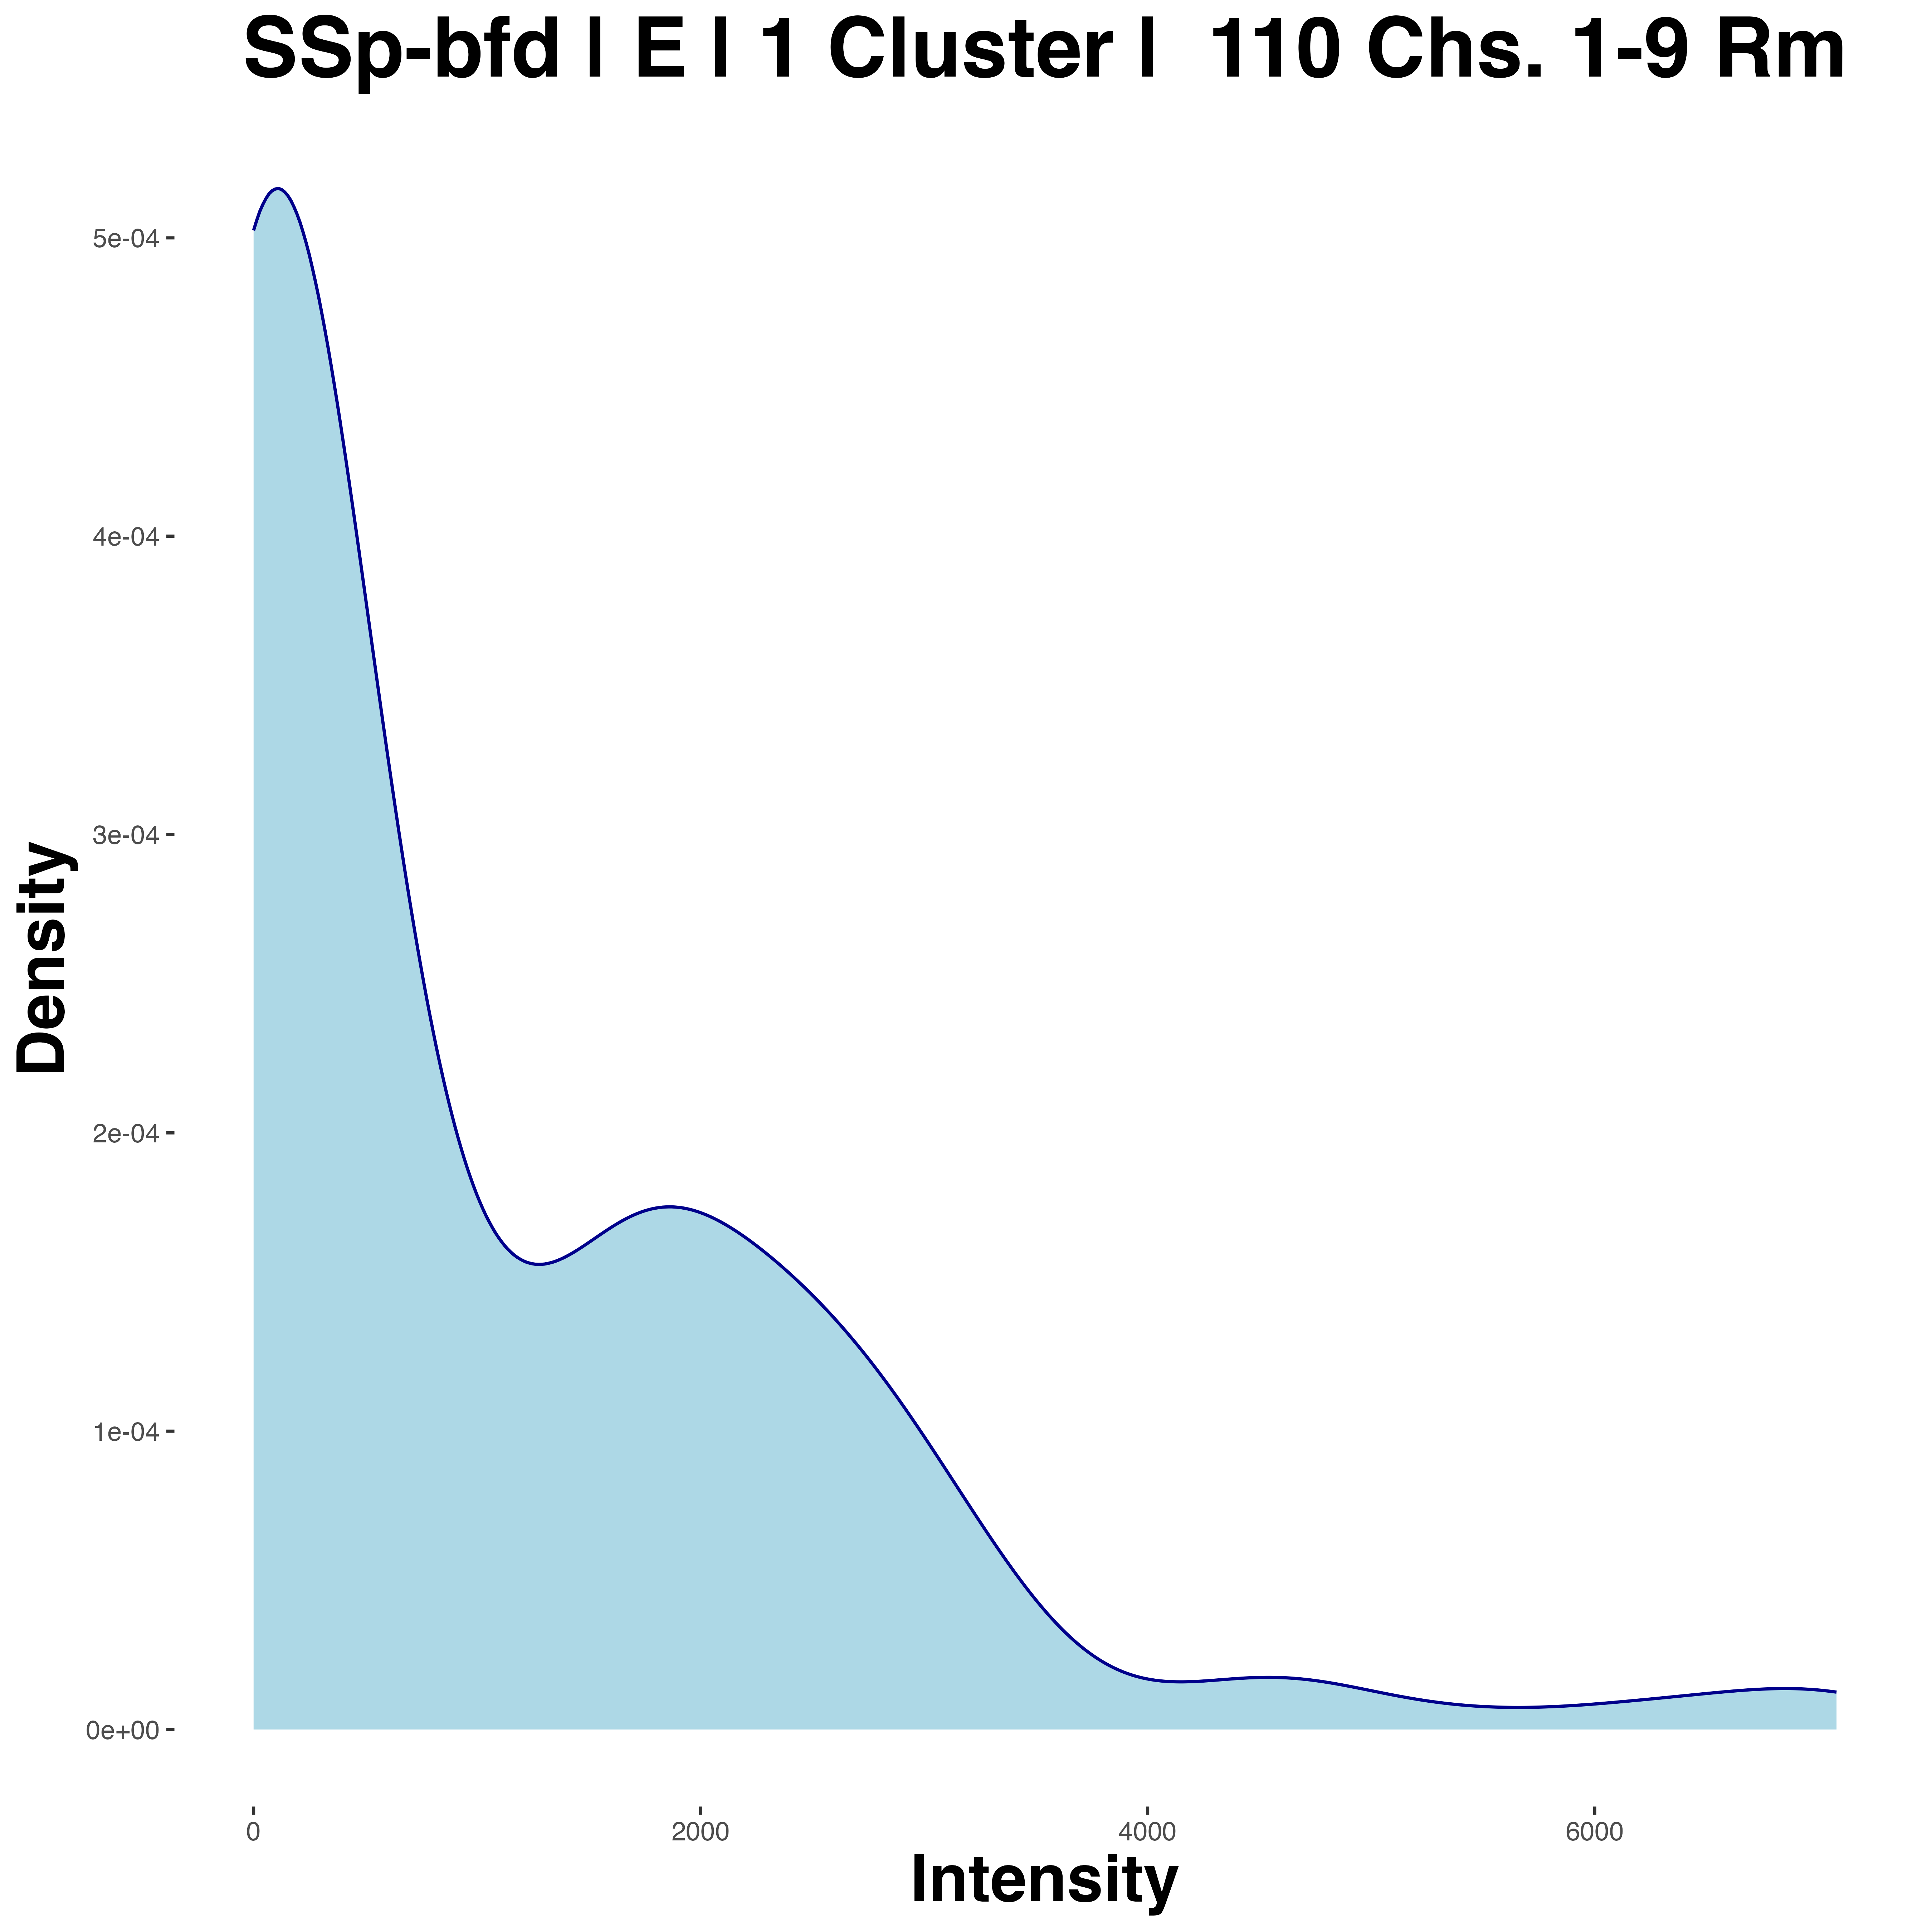 SSp-bfd | E | 1 Cluster |  110 Chs. 1-9 Rm
5e-04
4e-04
3e-04
2e-04
1e-04
0e+00
Density
0 2000 4000 6000
Intensity